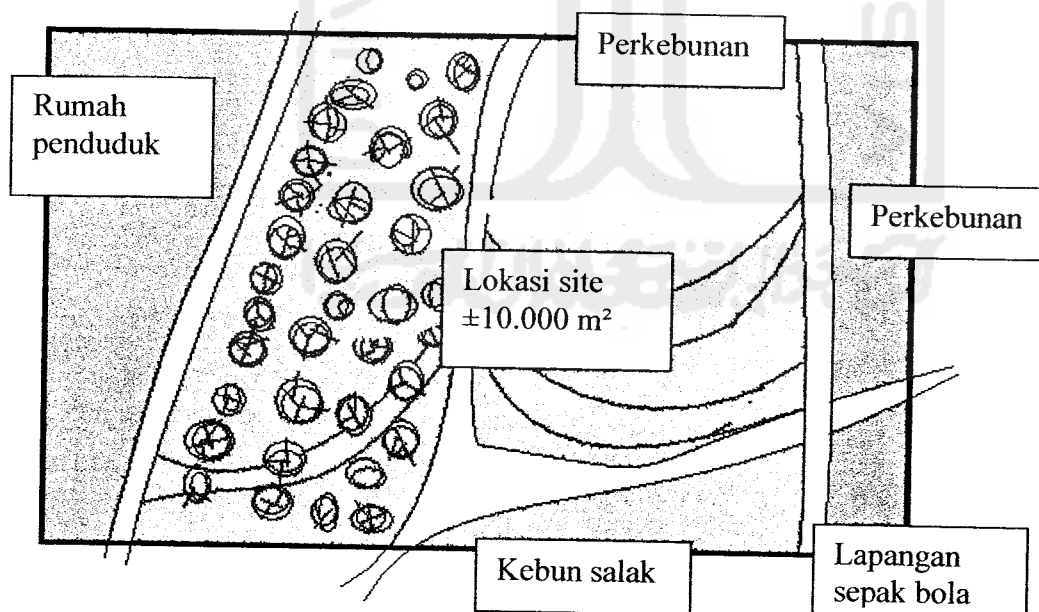 Perkebunan
Rumah
penduduk
Perkebunan
Lokasi site
±10.000 m²
Kebun salak
Lapangan
sepak bola